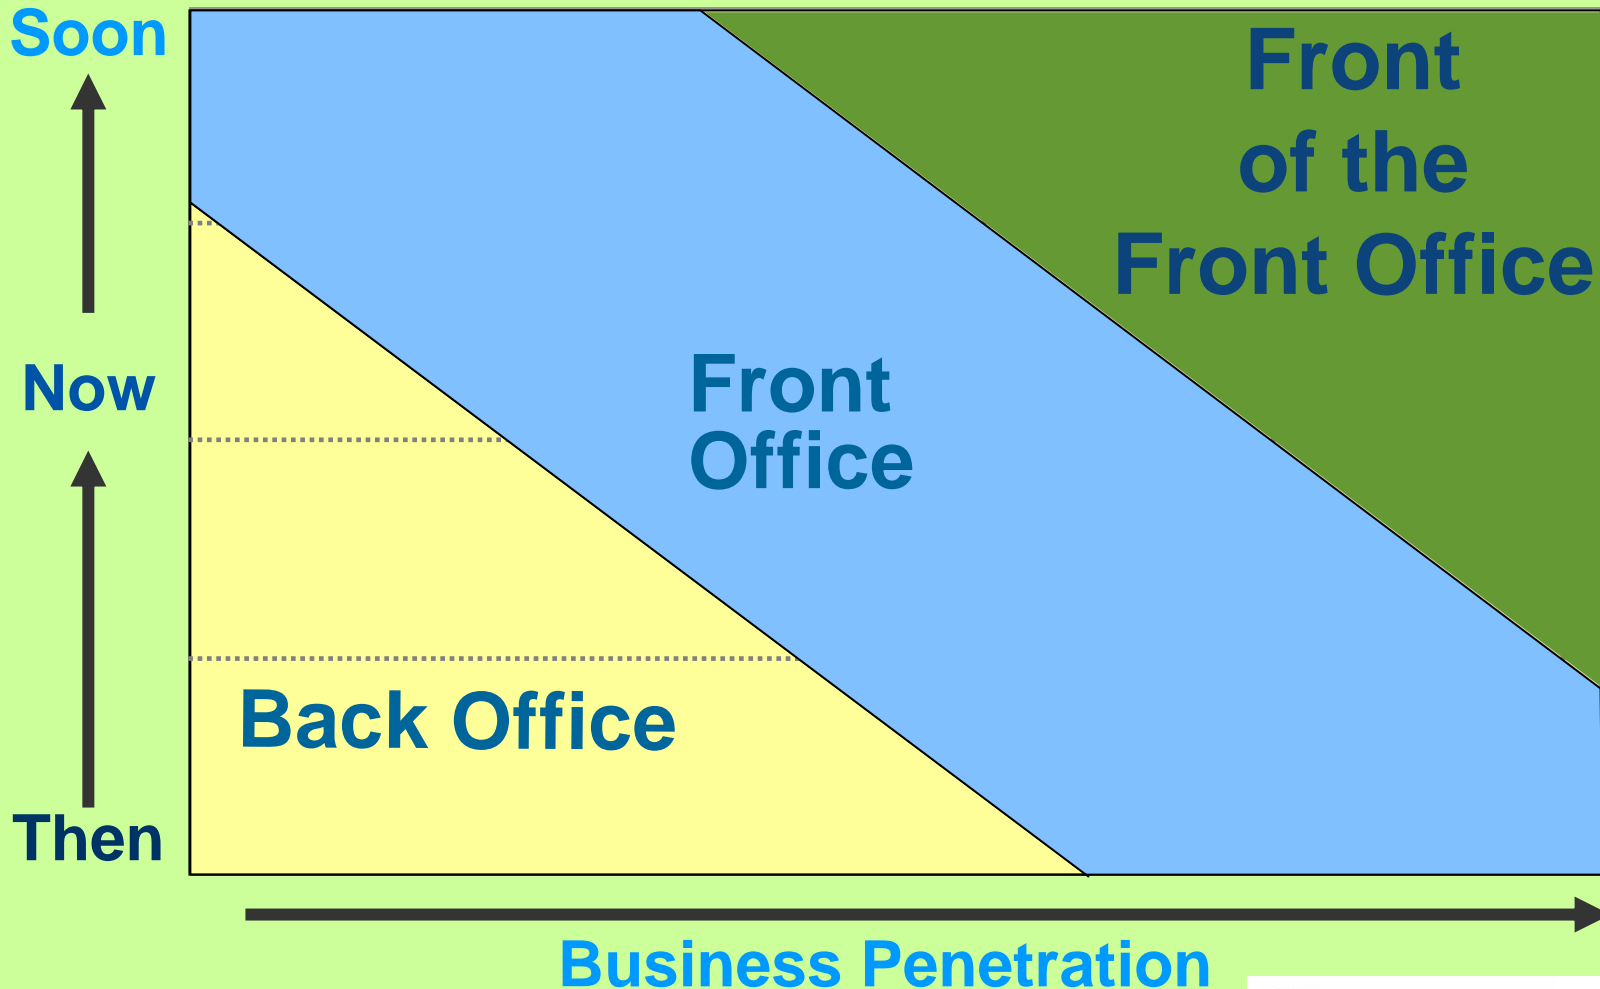 Soon
Front
of the
Front Office
Now
Front
Office
Back Office
Then
Business Penetration